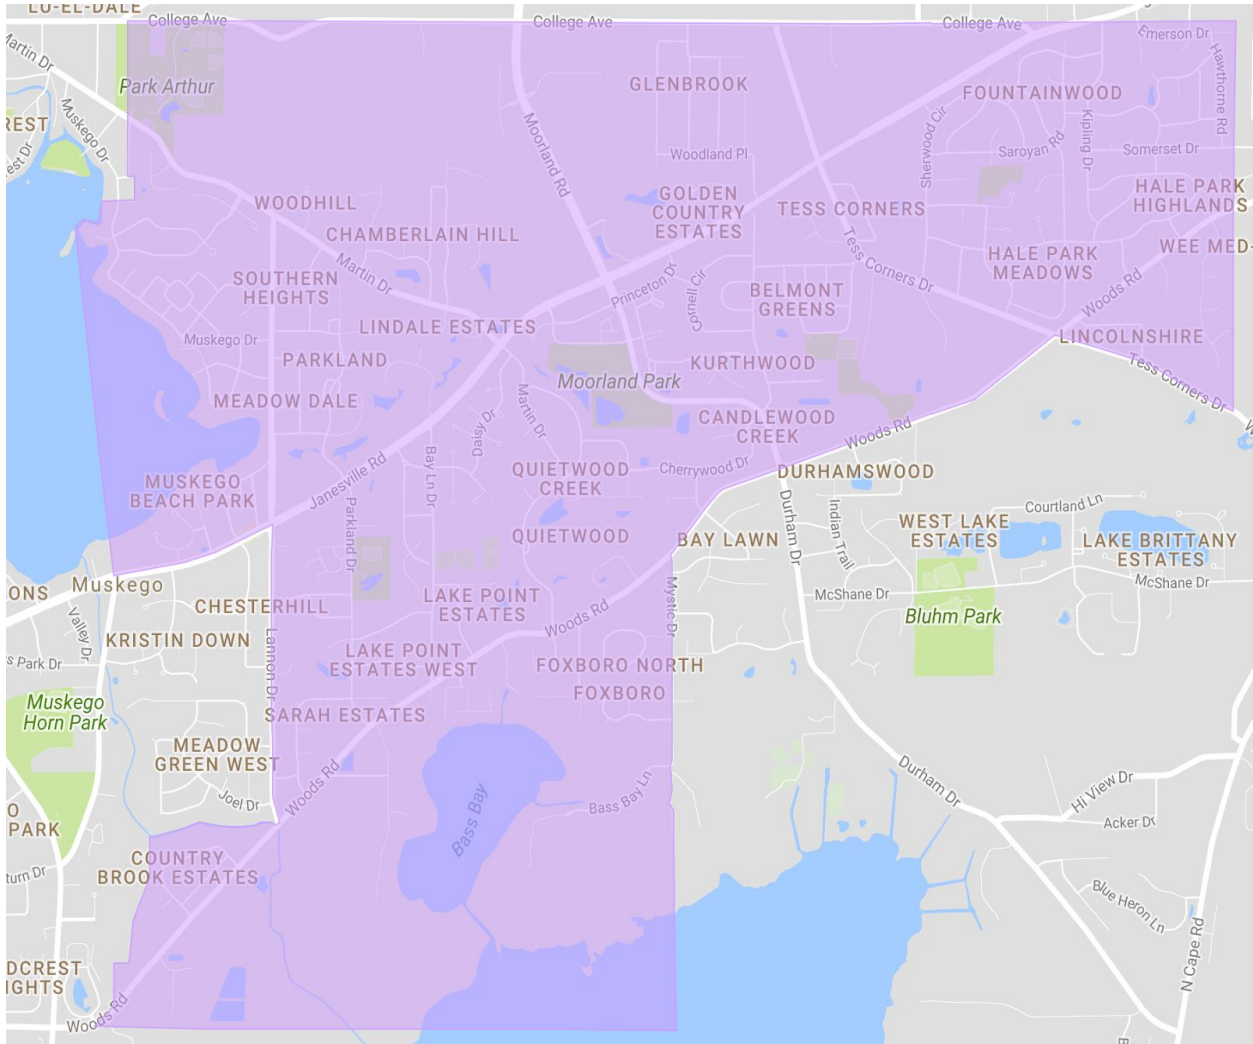 LU-EL-DALE
College Ave
College Ave
College Ave
Emerson Dr
Martin Dr
Park Arthur
GLENBROOK
FOUNTAINWOOD
Hawthorne Rd
Muskego Dr
REST
Moorland Rd
Sherwood Cir
Kipling Dr
Saroyan Rd
Somerset Dr
Woodland Pl
est Dr
WOODHILL
GOLDEN
COUNTRY
ESTATES
TESS CORNERS
HALE PARK
HIGHLANDS
CHAMBERLAIN HILL
WEE MED-
SOUTHERN
HEIGHTS
Martin Dr
Princeton Dr
Cornell Cir
Tess Corners Dr
HALE PARK
MEADOWS
BELMONT
GREENS
Woods Rd
LINDALE ESTATES
Muskego Dr
LINCOLNSHIRE
PARKLAND
KURTHWOOD
Tess Corners Dr
Moorland Park
MEADOW DALE
Martin Dr
Daisy Dr
CANDLEWOOD
CREEK
Woods Rd
W
Bay Ln Dr
Janesville Rd
QUIETWOOD
CREEK
Cherrywood Dr
DURHAMSWOOD
MUSKEGO
BEACH PARK
Parkland Dr
Durham Dr
Indian Trail
Courtland Ln
QUIETWOOD
BAY LAWN
WEST LAKE
ESTATES
LAKE BRITTANY
ESTATES
ONS
Muskego
McShane Dr
McShane Dr
CHESTERHILL
LAKE POINT
ESTATES
Woods Rd
Mystic Dr
Bluhm Park
Valley Dr
KRISTIN DOWN
Lannon Dr
s Park Dr
LAKE POINT
ESTATES WEST
FOXBORO NORTH
FOXBORO
Muskego
Horn Park
SARAH ESTATES
MEADOW
GREEN WEST
Woods Rd
Joel Dr
Bass Bay Ln
Bass Bay
Durham Dr
Hi View Dr
Acker Dr
O
PARK
COUNTRY
BROOK ESTATES
turn Dr
Blue Heron Ln
N Cape Rd
DCREST
IGHTS
Woods Rd
B